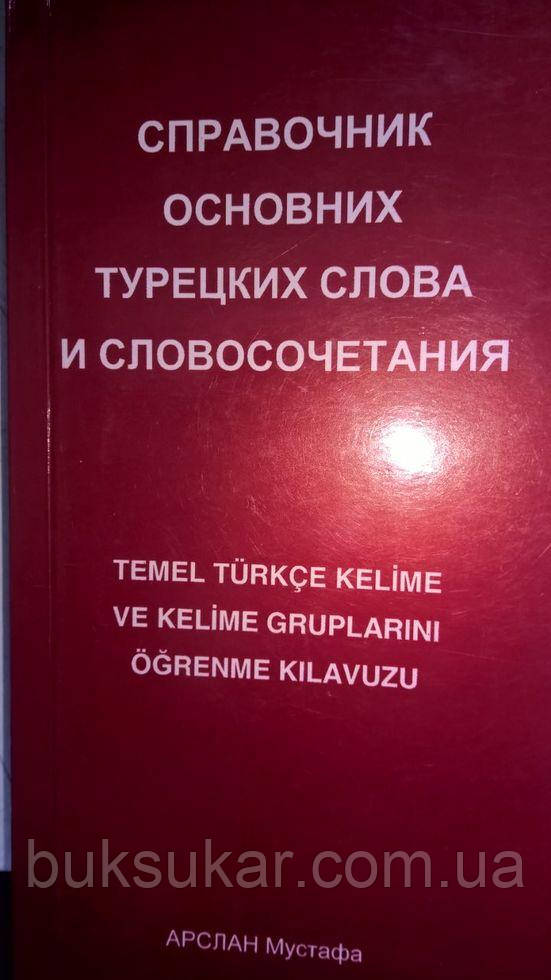 СПРАВОЧНИК
ОСНОВНИХ
ТУРЕЦКИХ СЛОВА
И СЛОВОСОЧЕТАНИЯ
TEMEL TÜRKÇE KELİME
VE KELİME GRUPLARINI
ÖĞRENME KILAVUZU
buksukar.com.ua
АРСЛАН Мустафа